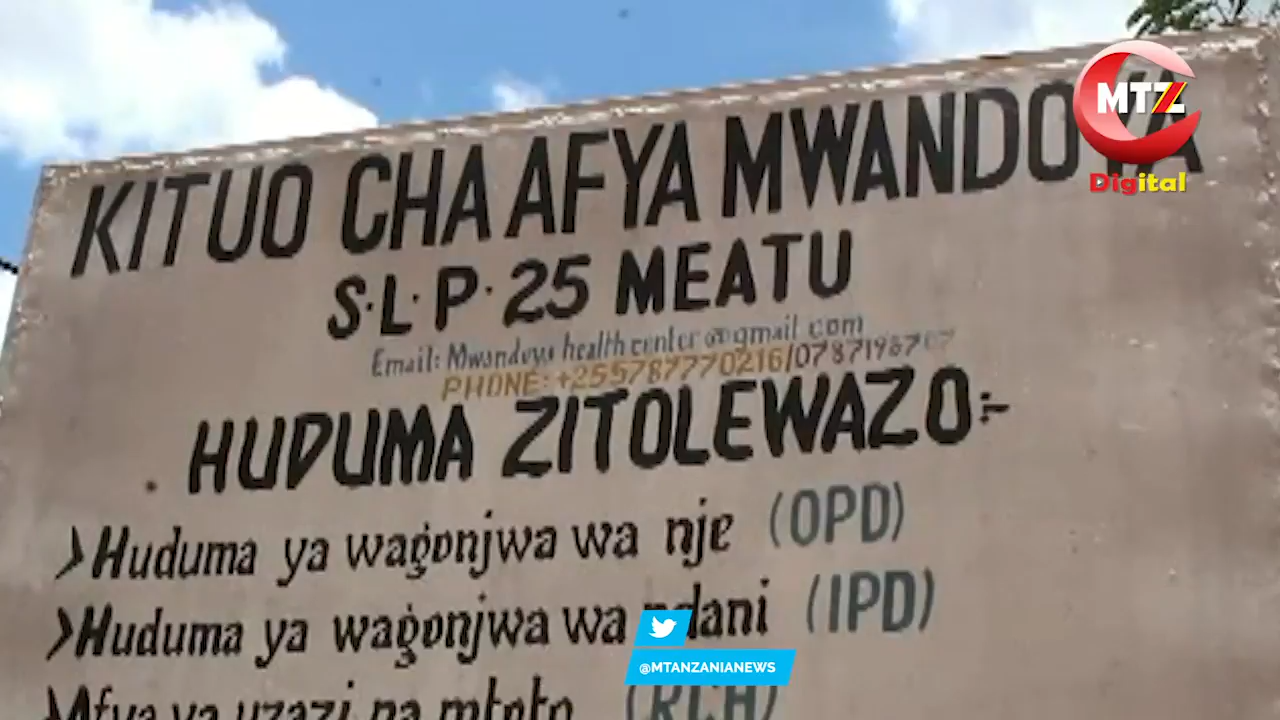 KITUO CHA AFYA MWANDOYA
S.L.P. 25 MEATU
Email: Mwandoya health center@gmail.com
PHONE: +255787770216/0787198707
HUDUMA ZITOLEWAZO:-
>Huduma ya wagonjwa wa nje (OPD)
>Huduma ya wagonjwa wa ndani (IPD)
ya uzazi na mtoto (RCH)
MTZ
Digital
@MTANZANIANEWS